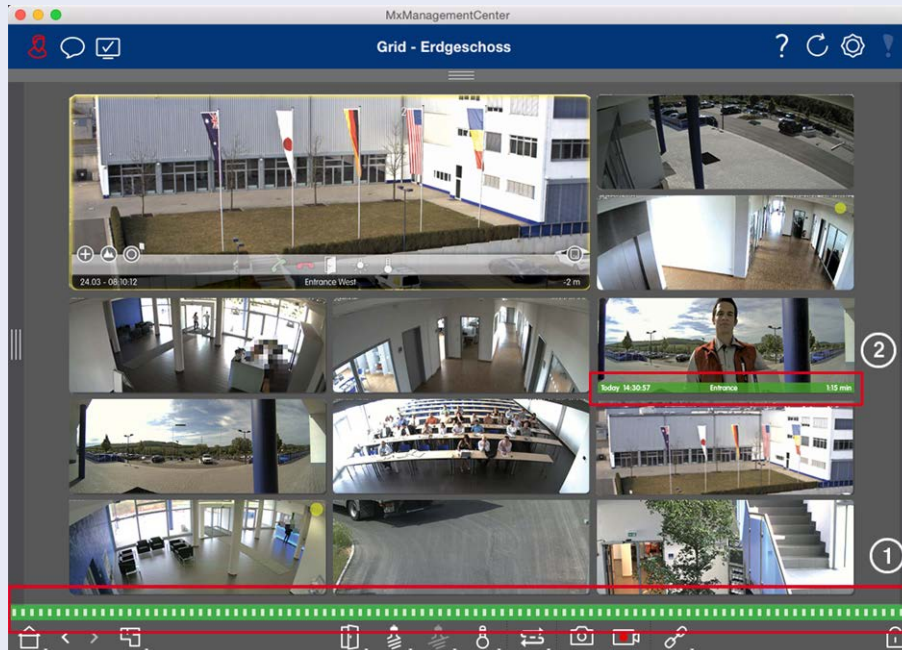 MxManagementCenter
Grid - Erdgeschoss
?
24.03 - 06:10:12 Entrance West -2 m
2
Today 14:30:57 Entrance 1:15 min
1